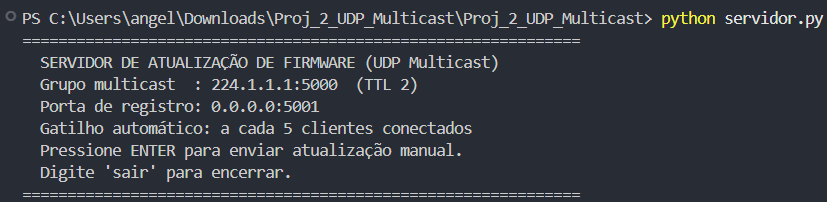 PS C:\Users\angel\Downloads\Proj_2_UDP_Multicast\Proj_2_UDP_Multicast> python servidor.py
==============================================================
SERVIDOR DE ATUALIZAÇÃO DE FIRMWARE (UDP Multicast)
Grupo multicast  : 224.1.1.1:5000  (TTL 2)
Porta de registro: 0.0.0.0:5001
Gatilho automático: a cada 5 clientes conectados
Pressione ENTER para enviar atualização manual.
Digite 'sair' para encerrar.
==============================================================